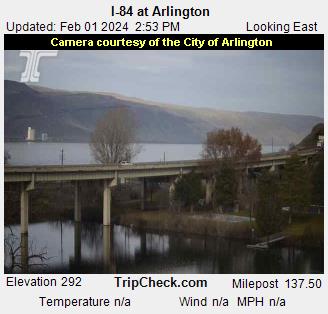 I-84 at Arlington
Updated: Feb 01 2024 2:53 PM Looking East
Camera courtesy of the City of Arlington
Elevation 292 TripCheck.com Milepost 137.50
Temperature n/a Wind n/a MPH n/a